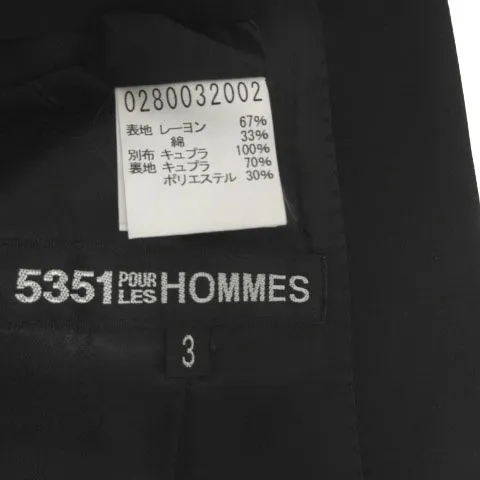 0280032002
表地 レーヨン 67%
綿 33%
別布 キュプラ 100%
裏地 キュプラ 70%
ポリエステル 30%
5351 POUR LES HOMMES
3